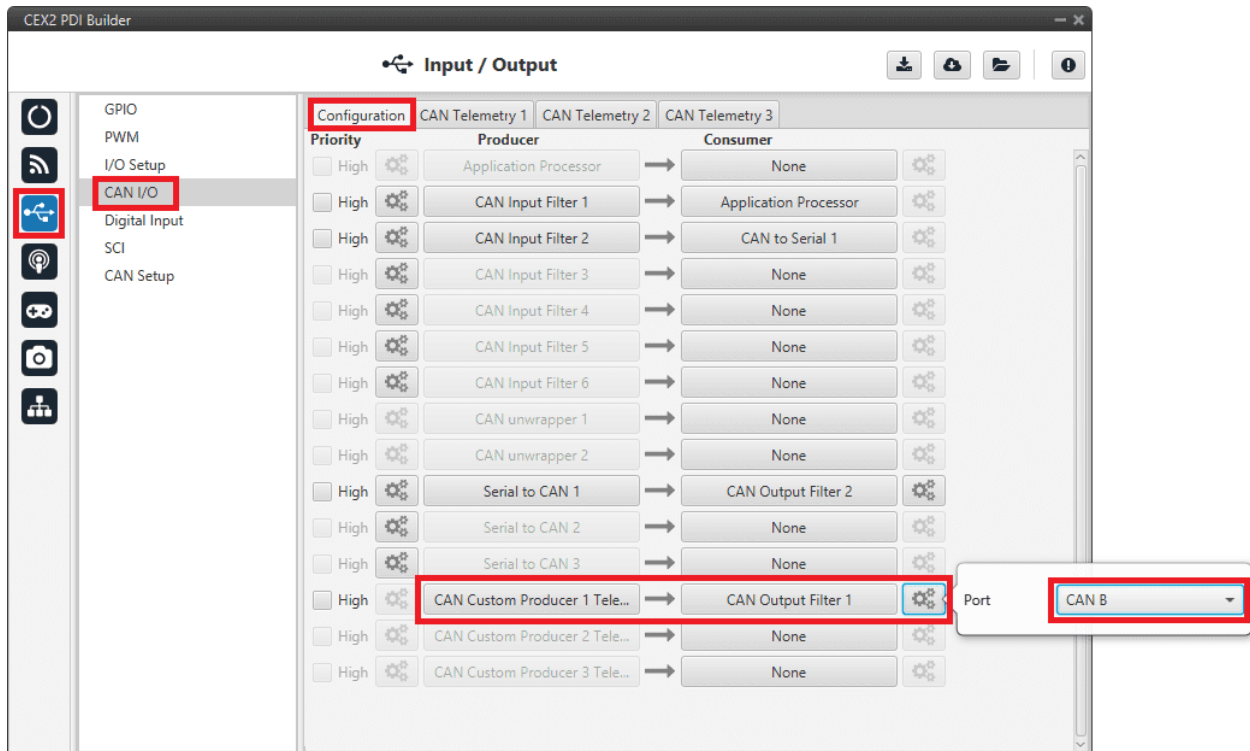 CEX2 PDI Builder
Input / Output
GPIO
PWM
I/O Setup
CAN I/O
Digital Input
SCI
CAN Setup
Configuration CAN Telemetry 1 CAN Telemetry 2 CAN Telemetry 3
Priority Producer Consumer
High Application Processor None
High CAN Input Filter 1 Application Processor
High CAN Input Filter 2 CAN to Serial 1
High CAN Input Filter 3 None
High CAN Input Filter 4 None
High CAN Input Filter 5 None
High CAN Input Filter 6 None
High CAN unwrapper 1 None
High CAN unwrapper 2 None
High Serial to CAN 1 CAN Output Filter 2
High Serial to CAN 2 None
High Serial to CAN 3 None
High CAN Custom Producer 1 Tele... CAN Output Filter 1 Port CAN B
High CAN Custom Producer 2 Tele... None
High CAN Custom Producer 3 Tele... None